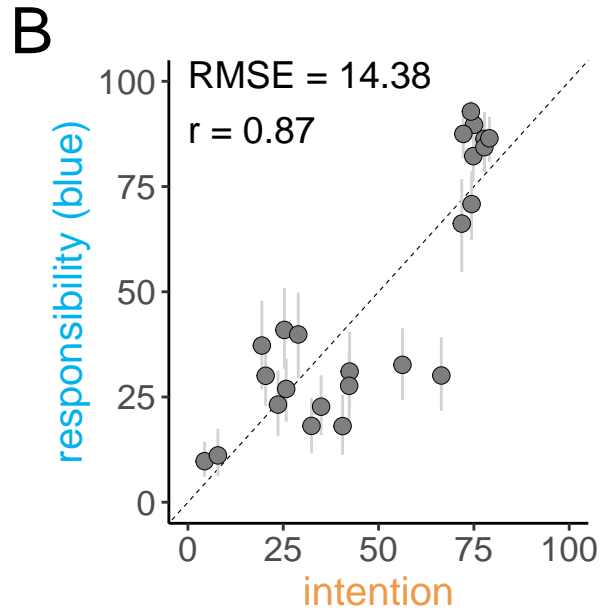 B
RMSE = 14.38
r = 0.87
responsibility (blue)
100
75
50
25
0
0 25 50 75 100
intention